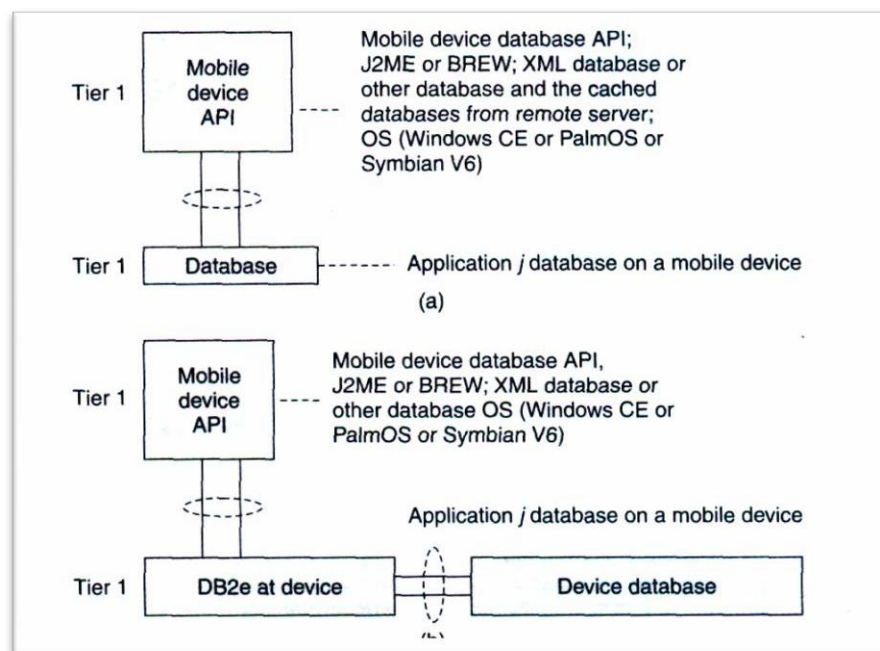 Tier 1
Mobile
device
API
Mobile device database API;
J2ME or BREW; XML database or
other database and the cached
databases from remote server;
OS (Windows CE or PalmOS or
Symbian V6)
Tier 1
Database
Application j database on a mobile device
(a)
Tier 1
Mobile
device
API
Mobile device database API,
J2ME or BREW; XML database or
other database OS (Windows CE or
PalmOS or Symbian V6)
Application j database on a mobile device
Tier 1
DB2e at device
Device database